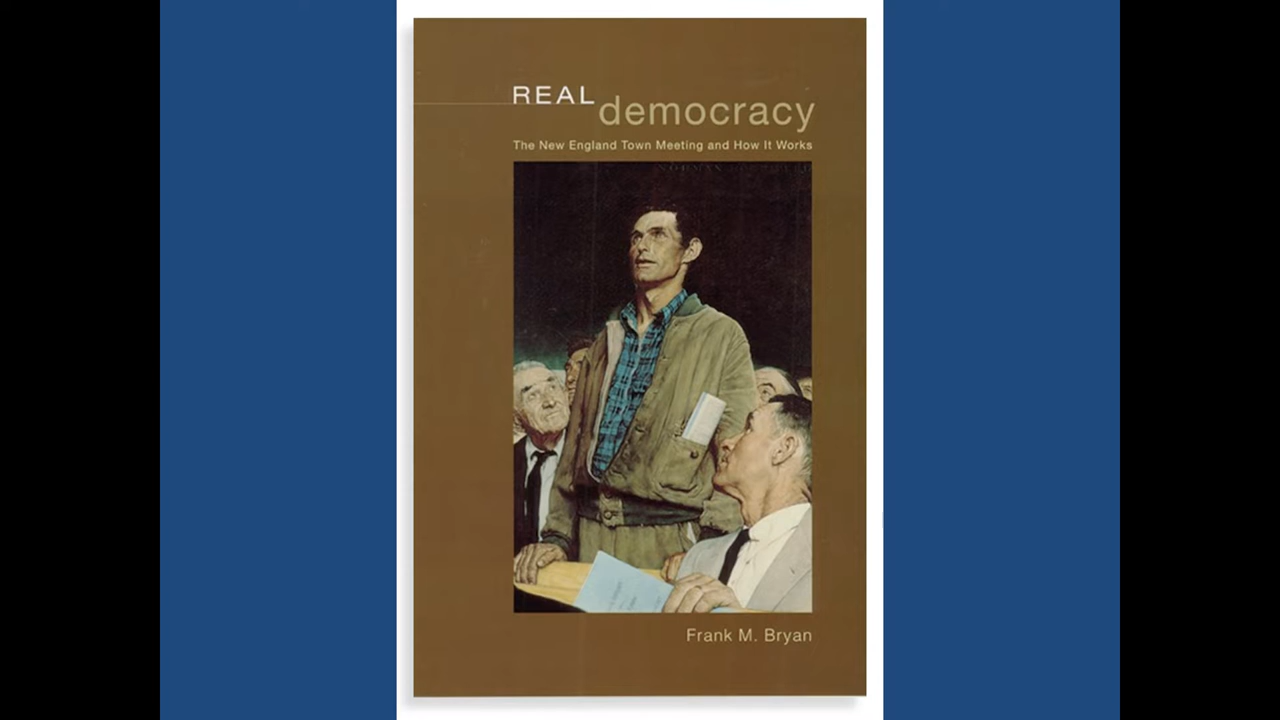 REAL
democracy
The New England Town Meeting and How It Works
Frank M. Bryan